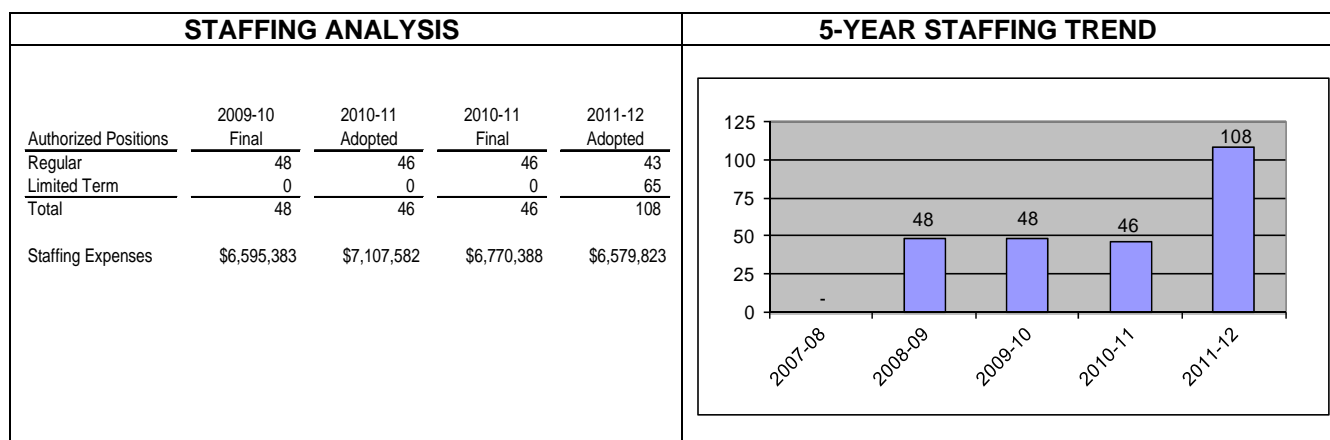 STAFFING ANALYSIS
5-YEAR STAFFING TREND
2009-10 2010-11 2010-11 2011-12
Authorized Positions Final Adopted Final Adopted
Regular 48 46 46 43
Limited Term 0 0 0 65
Total 48 46 46 108
Staffing Expenses $6,595,383 $7,107,582 $6,770,388 $6,579,823
125
100
75
50
25
0
- 48 48 46 108
2007-08 2008-09 2009-10 2010-11 2011-12